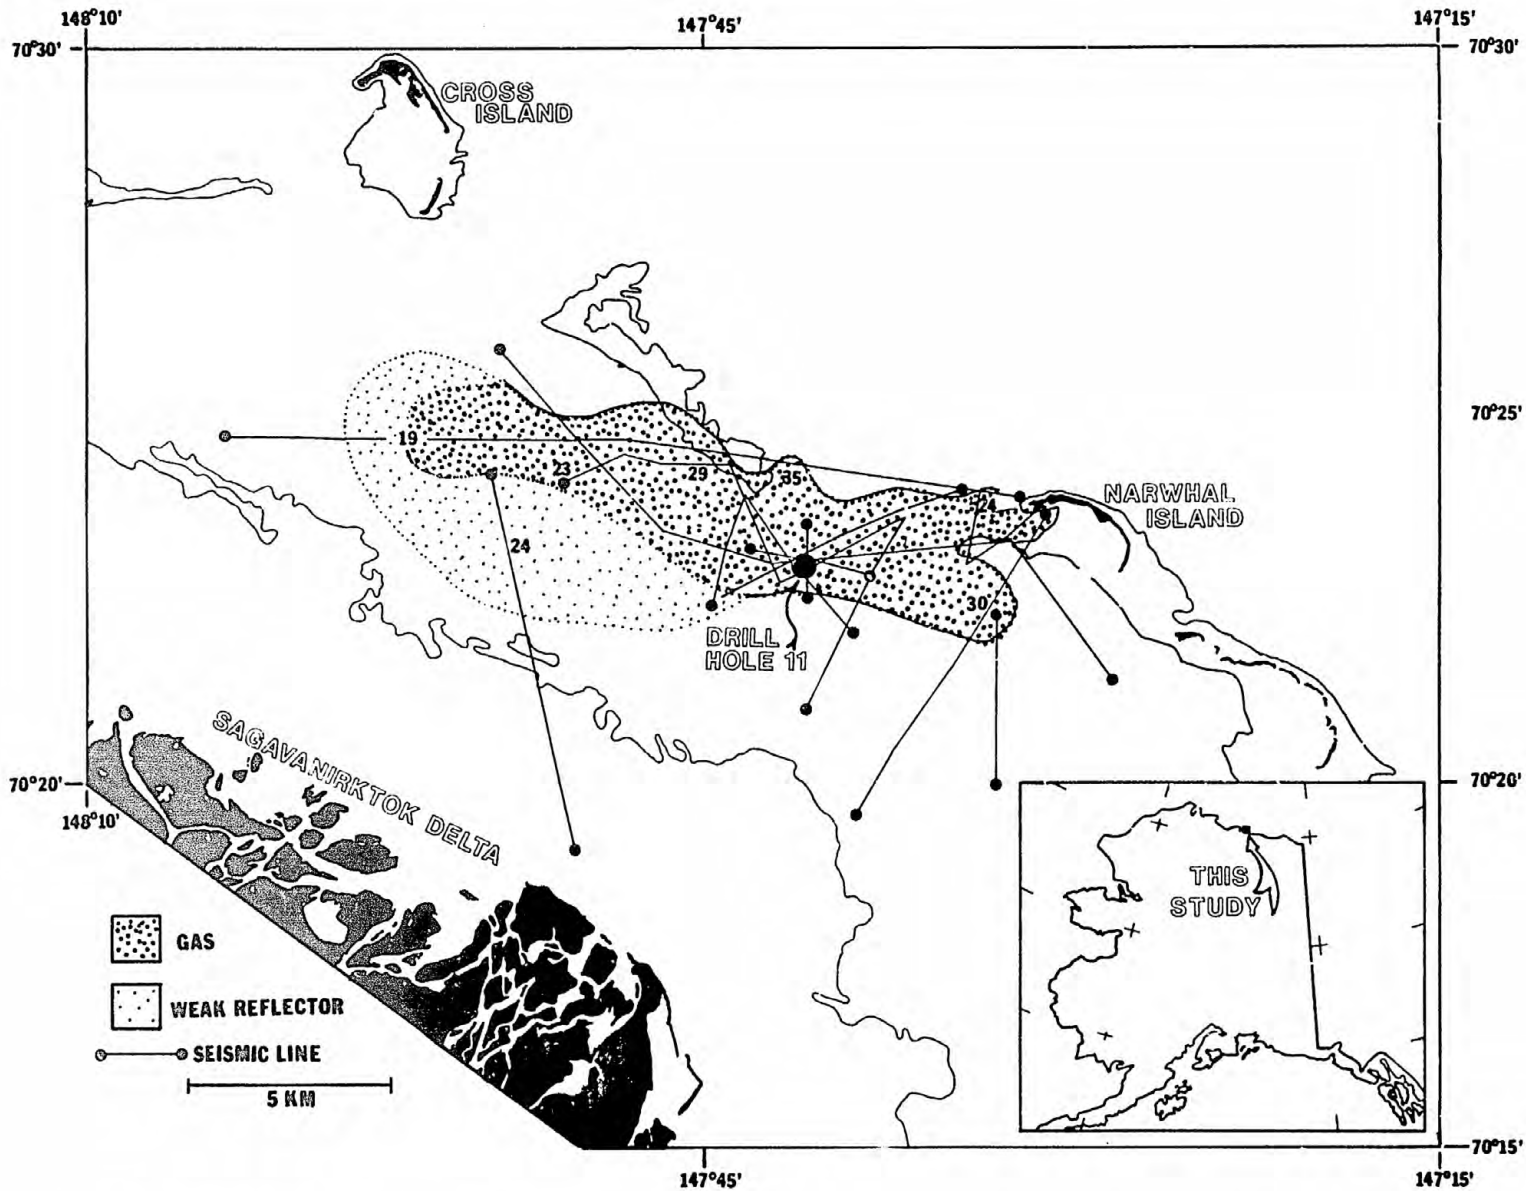 148°10'
147°45'
147°15'
70°30'
70°30'
CROSS
ISLAND
70°25'
19
23
29
35
24
NARWHAL
ISLAND
24
30
DRILL
HOLE 11
SAGAVANIRKTOK DELTA
70°20'
70°20'
148°10'
THIS
STUDY
GAS
WEAK REFLECTOR
SEISMIC LINE
5 KM
70°15'
147°45'
147°15'